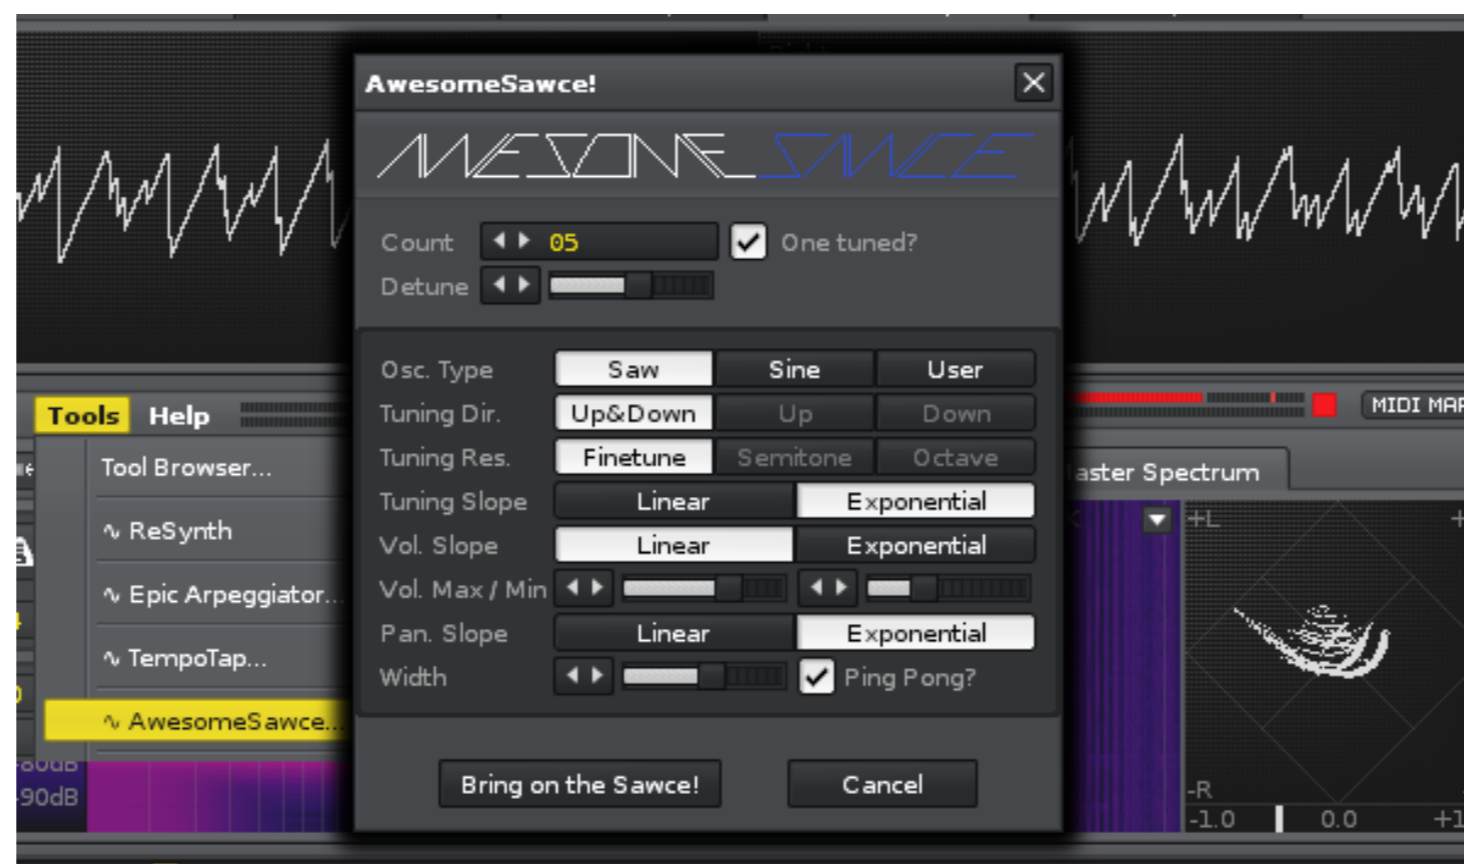 AwesomeSawce!
AWESOME SAWCE
Count 05 One tuned?
Detune
Osc. Type Saw Sine User
Tuning Dir. Up&Down Up Down
Tuning Res. Finetune Semitone Octave
Tuning Slope Linear Exponential
Vol. Slope Linear Exponential
Vol. Max / Min
Pan. Slope Linear Exponential
Width Ping Pong?
Bring on the Sawce! Cancel
Tools Help
Tool Browser...
ReSynth
Epic Arpeggiator...
TempoTap...
AwesomeSawce...
-80dB
-90dB
MIDI MAP
aster Spectrum
+L
-R
-1.0 0.0 +1